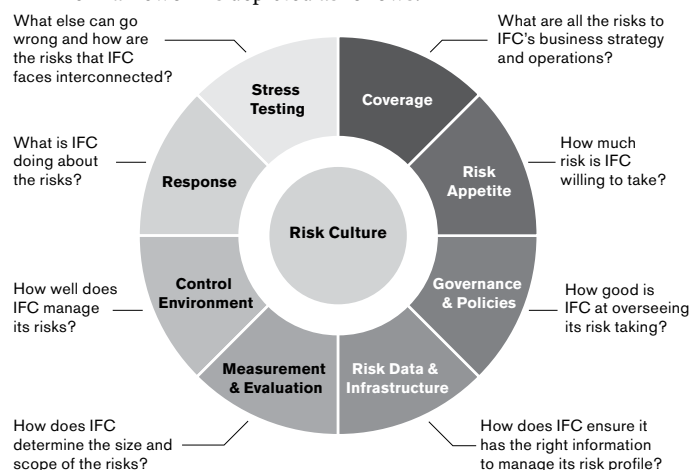 What else can go
wrong and how are
the risks that IFC
faces interconnected?
What are all the risks to
IFC's business strategy
and operations?
Stress
Testing
Coverage
What is IFC
doing about
the risks?
Response
Risk
Appetite
How much
risk is IFC
willing to take?
Risk Culture
How well does
IFC manage
its risks?
Control
Environment
Governance
& Policies
How good is
IFC at overseeing
its risk taking?
Measurement
& Evaluation
Risk Data &
Infrastructure
How does IFC
determine the size and
scope of the risks?
How does IFC ensure it
has the right information
to manage its risk profile?